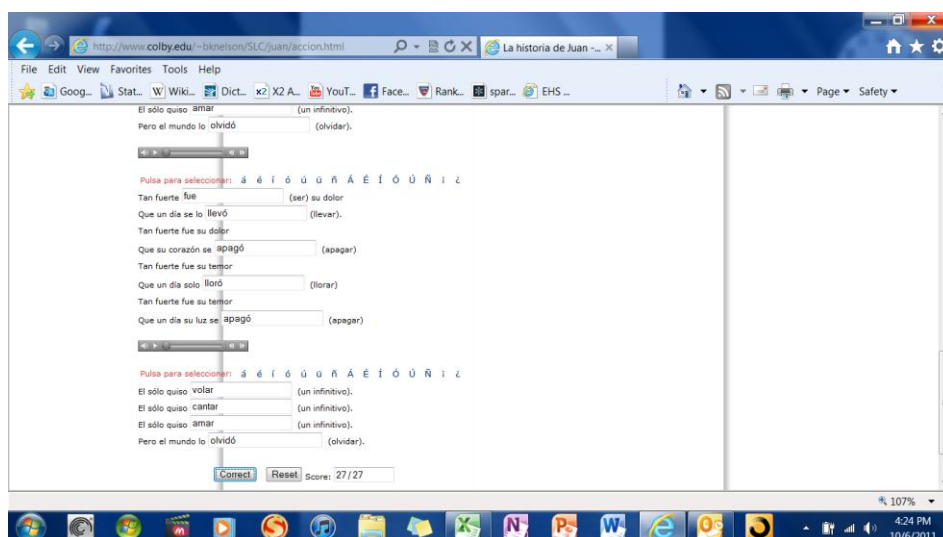 http://www.colby.edu/~bknelson/SLC/juan/accion.html
La historia de Juan -...
File Edit View Favorites Tools Help
Goog... Stat... W Wiki... Dict... x2 X2 A... YouT... Face... Rank... spar... EHS ...
Page Safety
El sólo quiso amar (un infinitivo).
Pero el mundo lo olvidó (olvidar).
Pulsa para seleccionar: á é í ó ú ü ñ Á É Í Ó Ú Ñ ¡ ¿
Tan fuerte fue (ser) su dolor
Que un día se lo llevó (llevar).
Tan fuerte fue su dolor
Que su corazón se apagó (apagar)
Tan fuerte fue su temor
Que un día solo lloró (llorar)
Tan fuerte fue su temor
Que un día su luz se apagó (apagar)
Pulsa para seleccionar: á é í ó ú ü ñ Á É Í Ó Ú Ñ ¡ ¿
El sólo quiso volar (un infinitivo).
El sólo quiso cantar (un infinitivo).
El sólo quiso amar (un infinitivo).
Pero el mundo lo olvidó (olvidar).
Correct Reset Score: 27/27
107%
4:24 PM
10/6/2011